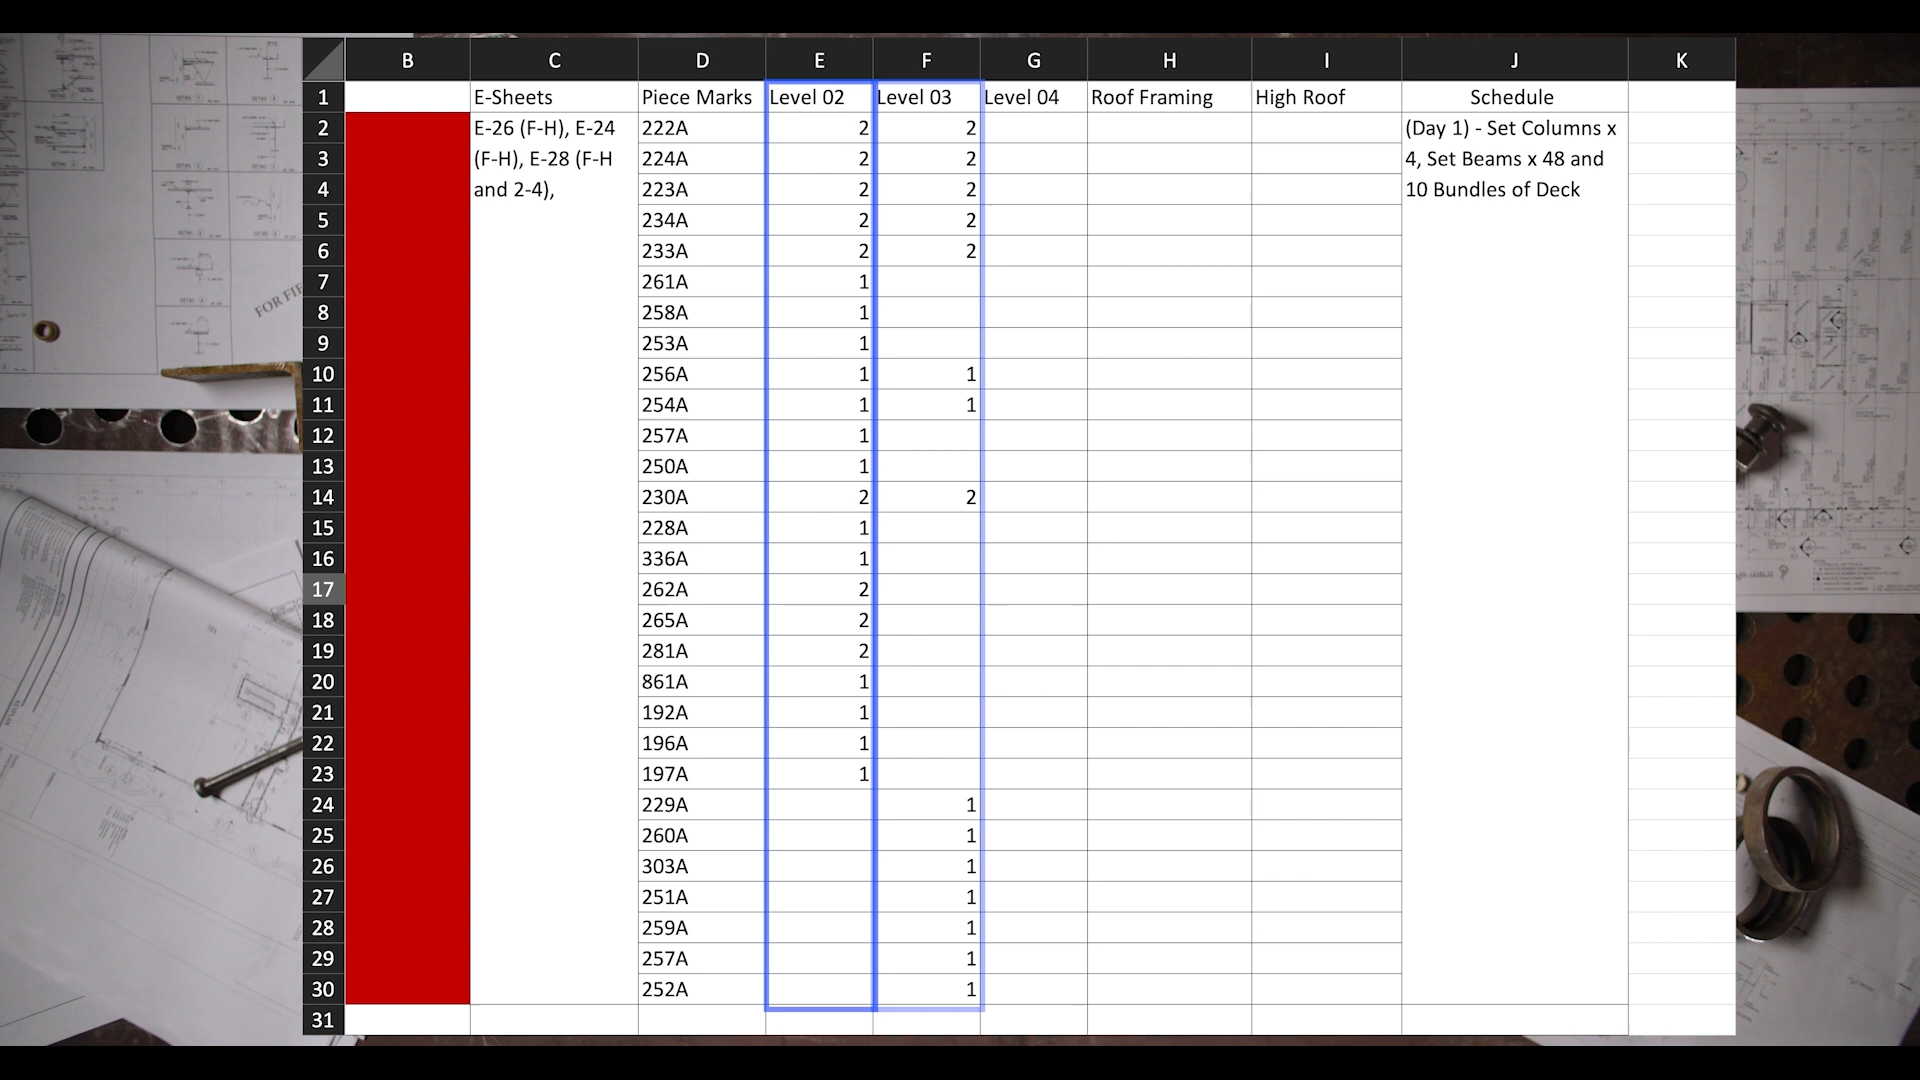 B C D E F G H I J K
1 E-Sheets Piece Marks Level 02 Level 03 Level 04 Roof Framing High Roof Schedule
2 E-26 (F-H), E-24 222A 2 2 (Day 1) - Set Columns x
3 (F-H), E-28 (F-H 224A 2 2 4, Set Beams x 48 and
4 and 2-4), 223A 2 2 10 Bundles of Deck
5 234A 2 2
6 233A 2 2
7 261A 1
8 258A 1
9 253A 1
10 256A 1 1
11 254A 1 1
12 257A 1
13 250A 1
14 230A 2 2
15 228A 1
16 336A 1
17 262A 2
18 265A 2
19 281A 2
20 861A 1
21 192A 1
22 196A 1
23 197A 1
24 229A 1
25 260A 1
26 303A 1
27 251A 1
28 259A 1
29 257A 1
30 252A 1
31
FOR FIE